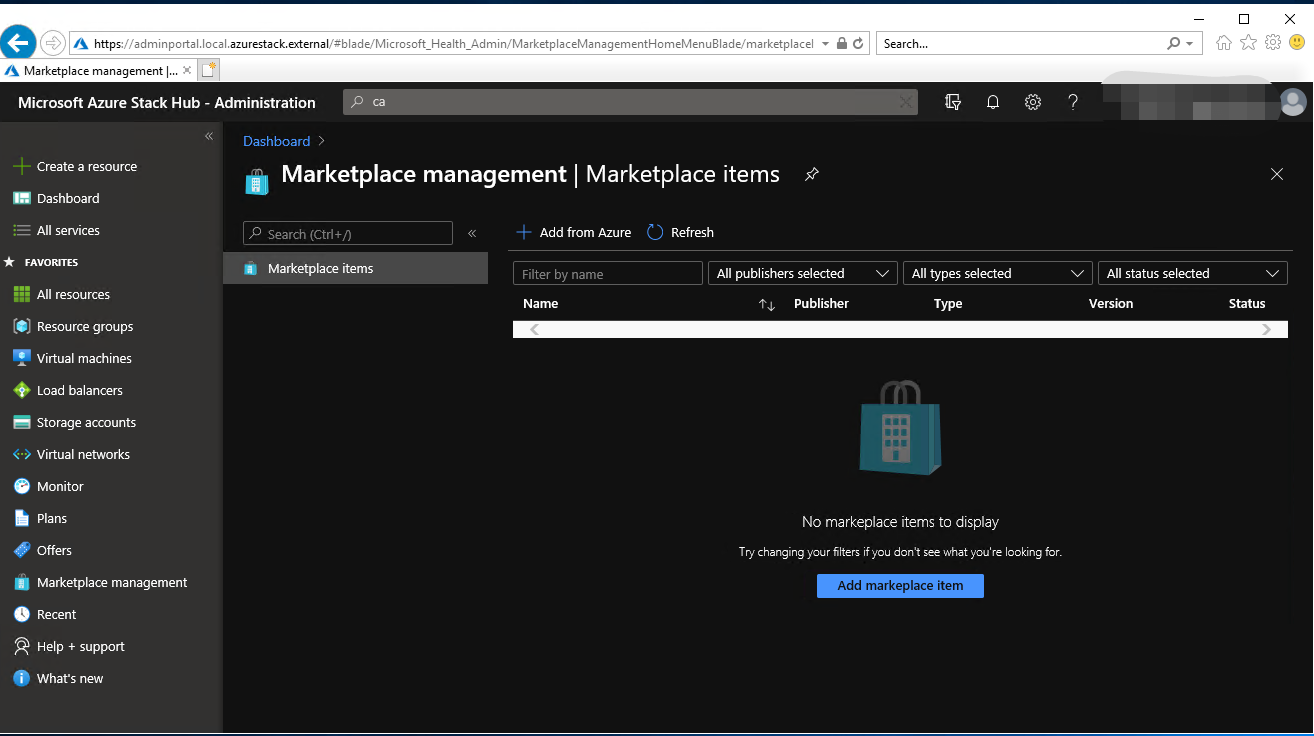 https://adminportal.local.azurestack.external/#blade/Microsoft_Health_Admin/MarketplaceManagementHomeMenuBlade/marketplaceI
Search...
Marketplace management |...
Microsoft Azure Stack Hub - Administration
ca
Dashboard
Marketplace management | Marketplace items
Create a resource
Dashboard
All services
FAVORITES
All resources
Resource groups
Virtual machines
Load balancers
Storage accounts
Virtual networks
Monitor
Plans
Offers
Marketplace management
Recent
Help + support
What's new
Search (Ctrl+/)
Marketplace items
Add from Azure
Refresh
Filter by name
All publishers selected
All types selected
All status selected
Name
Publisher
Type
Version
Status
No markeplace items to display
Try changing your filters if you don't see what you're looking for.
Add markeplace item